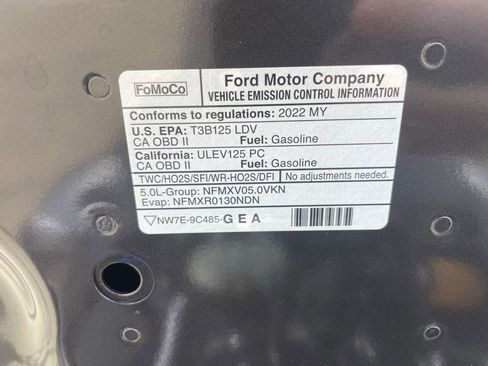 FoMoCo
Ford Motor Company
VEHICLE EMISSION CONTROL INFORMATION
Conforms to regulations: 2022 MY
U.S. EPA: T3B125 LDV
CA OBD II Fuel: Gasoline
California: ULEV125 PC
CA OBD II Fuel: Gasoline
TWC/HO2S/SFI/WR-HO2S/DFI No adjustments needed.
5.0L-Group: NFMXV05.0VKN
Evap: NFMXR0130NDN
NW7E-9C485-GEA